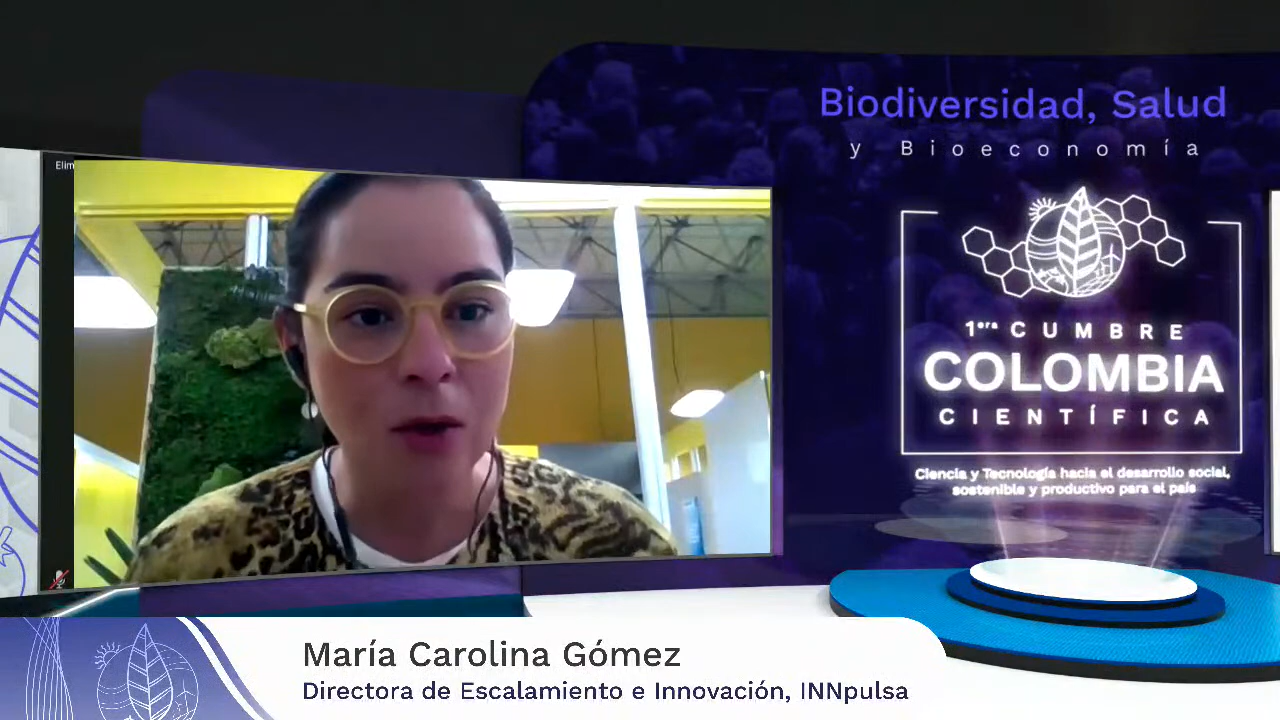 Biodiversidad, Salud
y Bioeconomía
1era CUMBRE
COLOMBIA
CIENTÍFICA
Ciencia y Tecnología hacia el desarrollo social,
sostenible y productivo para el país
María Carolina Gómez
Directora de Escalamiento e Innovación, INNpulsa